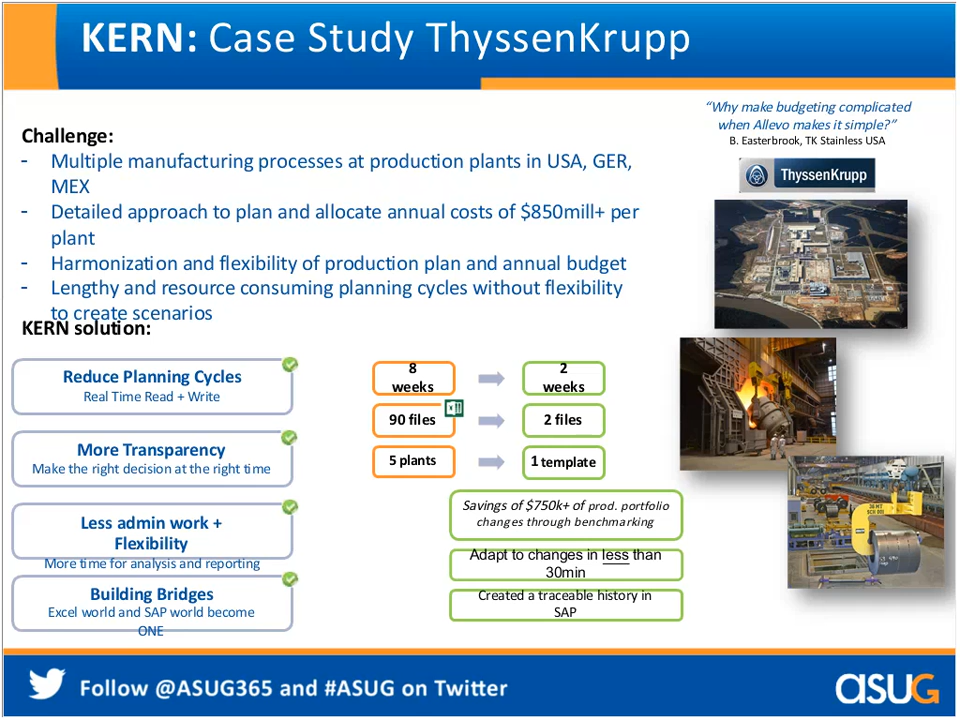 KERN: Case Study ThyssenKrupp
“Why make budgeting complicated
when Allevo makes it simple?”
B. Easterbrook, TK Stainless USA
ThyssenKrupp
Challenge:
- Multiple manufacturing processes at production plants in USA, GER,
MEX
- Detailed approach to plan and allocate annual costs of $850mill+ per
plant
- Harmonization and flexibility of production plan and annual budget
- Lengthy and resource consuming planning cycles without flexibility
to create scenarios
KERN solution:
Reduce Planning Cycles
Real Time Read + Write
More Transparency
Make the right decision at the right time
Less admin work +
Flexibility
More time for analysis and reporting
Building Bridges
Excel world and SAP world become
ONE
8
weeks
2
weeks
90 files
2 files
5 plants
1 template
Savings of $750k+ of prod. portfolio
changes through benchmarking
Adapt to changes in less than
30min
Created a traceable history in
SAP
Follow @ASUG365 and #ASUG on Twitter
asuG